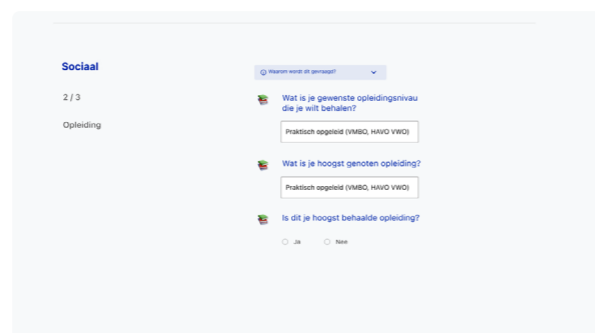 Sociaal
2 / 3
Opleiding
Waarom wordt dit gevraagd?
Wat is je gewenste opleidingsnivau
die je wilt behalen?
Praktisch opgeleid (VMBO, HAVO VWO)
Wat is je hoogst genoten opleiding?
Praktisch opgeleid (VMBO, HAVO VWO)
Is dit je hoogst behaalde opleiding?
Ja Nee